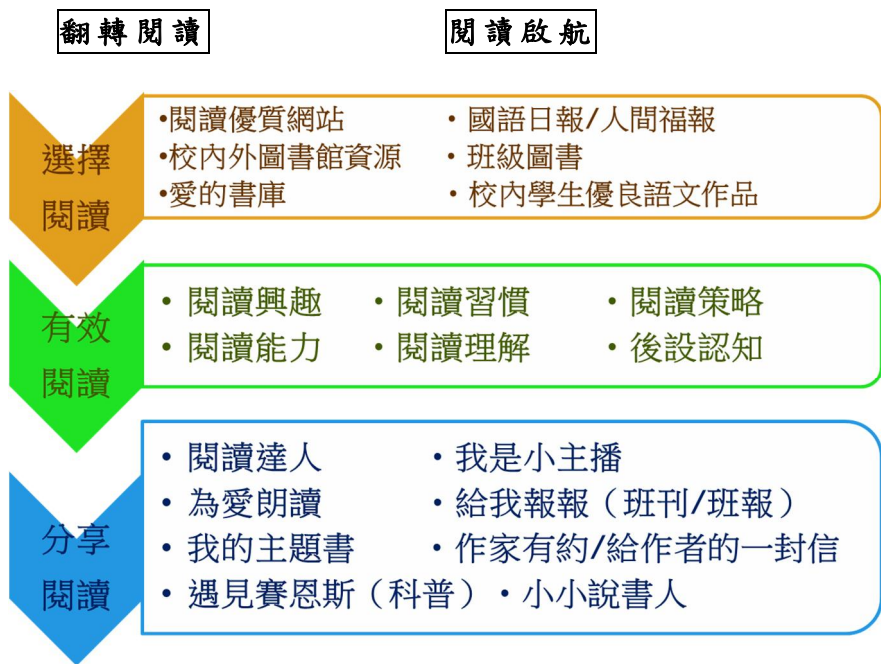 翻轉閱讀 閱讀啟航
選擇
閱讀
•閱讀優質網站 •國語日報/人間福報
•校內外圖書館資源 •班級圖書
•愛的書庫 •校內學生優良語文作品
有效
閱讀
•閱讀興趣 •閱讀習慣 •閱讀策略
•閱讀能力 •閱讀理解 •後設認知
分享
閱讀
•閱讀達人 •我是小主播
•為愛朗讀 •給我報報（班刊/班報）
•我的主題書 •作家有約/給作者的一封信
•遇見賽恩斯（科普）•小小說書人